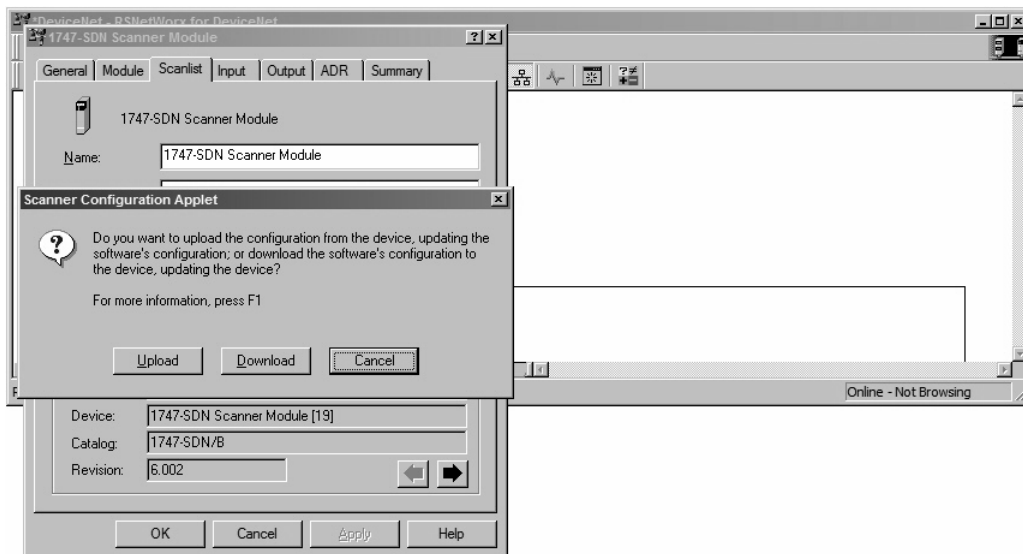 *DeviceNet - RSNetWorx for DeviceNet
1747-SDN Scanner Module
General Module Scanlist Input Output ADR Summary
1747-SDN Scanner Module
Name: 1747-SDN Scanner Module
Scanner Configuration Applet
Do you want to upload the configuration from the device, updating the
software's configuration; or download the software's configuration to
the device, updating the device?
For more information, press F1
Upload Download Cancel
Online - Not Browsing
Device: 1747-SDN Scanner Module [19]
Catalog: 1747-SDN/B
Revision: 6.002
OK Cancel Apply Help